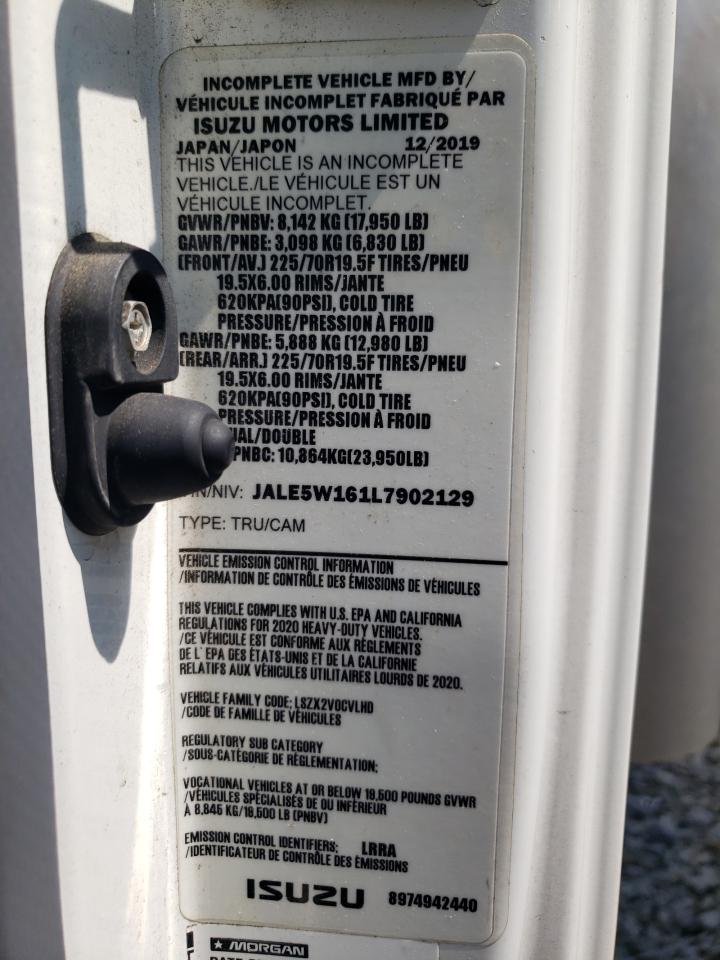 INCOMPLETE VEHICLE MFD BY/
VÉHICULE INCOMPLET FABRIQUÉ PAR
ISUZU MOTORS LIMITED
JAPAN/JAPON 12/2019
THIS VEHICLE IS AN INCOMPLETE
VEHICLE./LE VÉHICULE EST UN
VÉHICULE INCOMPLET.
GVWR/PNBV: 8,142 KG (17,950 LB)
GAWR/PNBE: 3,098 KG (6,830 LB)
(FRONT/AV.) 225/70R19.5F TIRES/PNEU
19.5X6.00 RIMS/JANTE
620KPA(90PSI), COLD TIRE
PRESSURE/PRESSION À FROID
GAWR/PNBE: 5,888 KG (12,980 LB)
(REAR/ARR.) 225/70R19.5F TIRES/PNEU
19.5X6.00 RIMS/JANTE
620KPA(90PSI), COLD TIRE
PRESSURE/PRESSION À FROID
UAL/DOUBLE
PNBC: 10,864KG(23,950LB)
IN/NIV: JALE5W161L7902129
TYPE: TRU/CAM
VEHICLE EMISSION CONTROL INFORMATION
/INFORMATION DE CONTRÔLE DES ÉMISSIONS DE VÉHICULES
THIS VEHICLE COMPLIES WITH U.S. EPA AND CALIFORNIA
REGULATIONS FOR 2020 HEAVY-DUTY VEHICLES.
/CE VÉHICULE EST CONFORME AUX RÈGLEMENTS
DE L' EPA DES ÉTATS-UNIS ET DE LA CALIFORNIE
RELATIFS AUX VÉHICULES UTILITAIRES LOURDS DE 2020.
VEHICLE FAMILY CODE: LSZX2VOCVLHD
/CODE DE FAMILLE DE VÉHICULES
REGULATORY SUB CATEGORY
/SOUS-CATÉGORIE DE RÉGLEMENTATION:
VOCATIONAL VEHICLES AT OR BELOW 19,500 POUNDS GVWR
/VÉHICULES SPÉCIALISÉS DE OU INFÉRIEUR
À 8,845 KG/19,500 LB (PNBV)
EMISSION CONTROL IDENTIFIERS: LRRA
/IDENTIFICATEUR DE CONTRÔLE DES ÉMISSIONS
ISUZU 8974942440
MORGAN